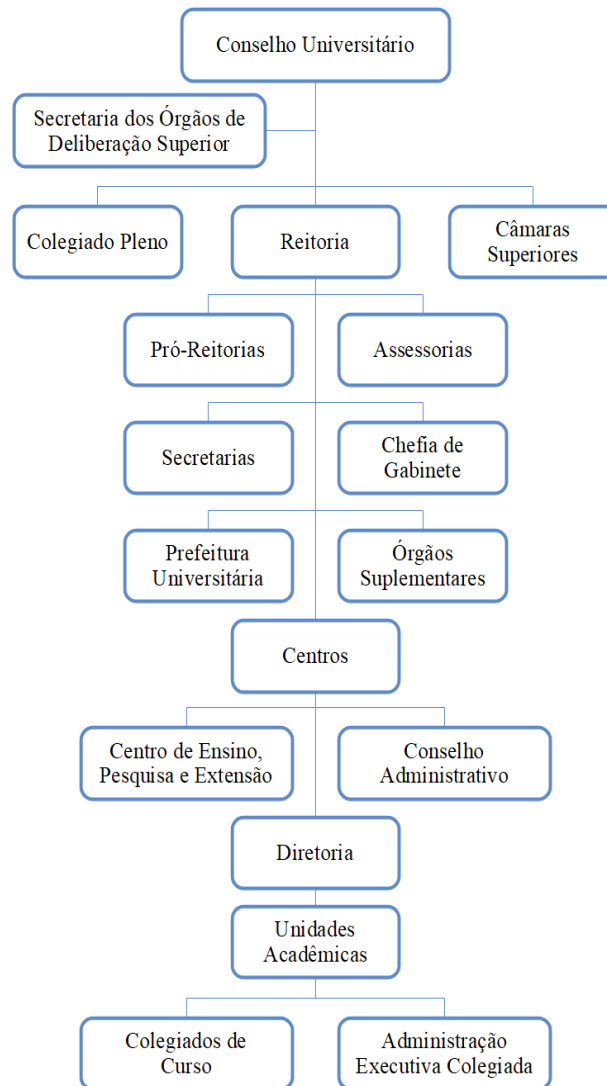 Conselho Universitário
Secretaria dos Órgãos de
Deliberação Superior
Colegiado Pleno
Reitoria
Câmaras
Superiores
Pró-Reitorias
Assessorias
Secretarias
Chefia de
Gabinete
Prefeitura
Universitária
Órgãos
Suplementares
Centros
Centro de Ensino,
Pesquisa e Extensão
Conselho
Administrativo
Diretoria
Unidades
Acadêmicas
Colegiados de
Curso
Administração
Executiva Colegiada